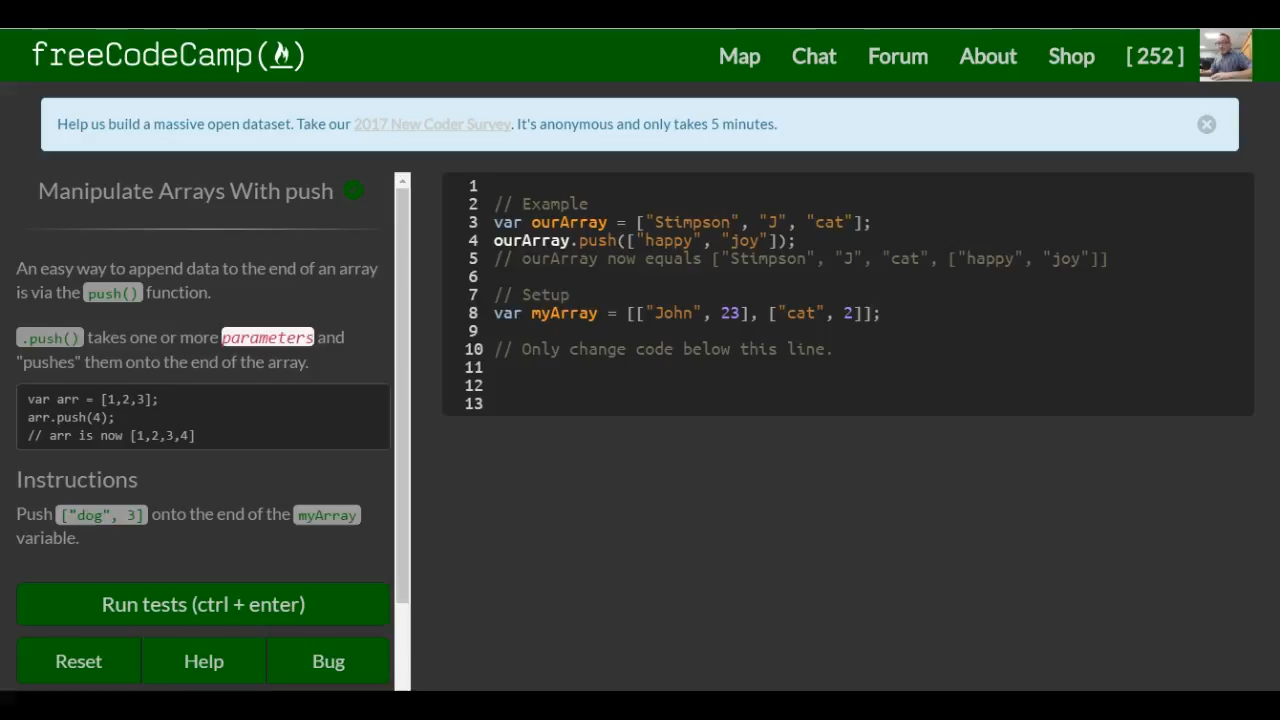 freeCodeCamp(🔥)
Map Chat Forum About Shop [ 252 ]
Help us build a massive open dataset. Take our 2017 New Coder Survey. It's anonymous and only takes 5 minutes.
Manipulate Arrays With push
An easy way to append data to the end of an array
is via the push() function.
.push() takes one or more parameters and
"pushes" them onto the end of the array.
var arr = [1,2,3];
arr.push(4);
// arr is now [1,2,3,4]
Instructions
Push ["dog", 3] onto the end of the myArray
variable.
Run tests (ctrl + enter)
Reset Help Bug
1
2 // Example
3 var ourArray = ["Stimpson", "J", "cat"];
4 ourArray.push(["happy", "joy"]);
5 // ourArray now equals ["Stimpson", "J", "cat", ["happy", "joy"]]
6
7 // Setup
8 var myArray = [["John", 23], ["cat", 2]];
9
10 // Only change code below this line.
11
12
13